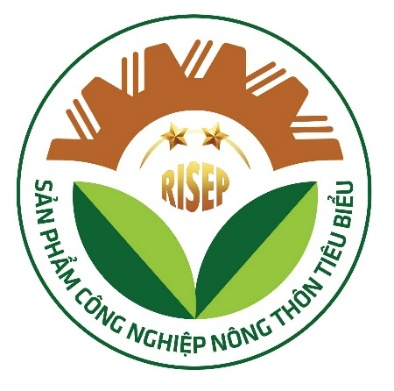 RISEP
SẢN PHẨM CÔNG NGHIỆP NÔNG THÔN TIÊU BIỂU